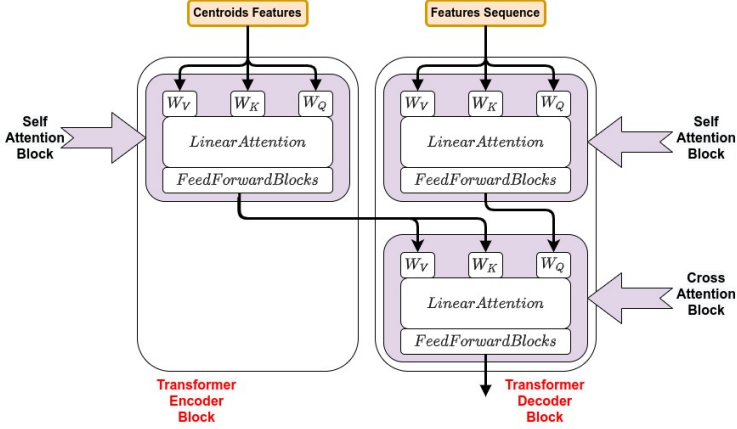 Centroids Features
Features Sequence
W_V W_K W_Q
W_V W_K W_Q
Self
Attention
Block
LinearAttention
LinearAttention
Self
Attention
Block
FeedForwardBlocks
FeedForwardBlocks
W_V W_K W_Q
LinearAttention
Cross
Attention
Block
FeedForwardBlocks
Transformer
Encoder
Block
Transformer
Decoder
Block